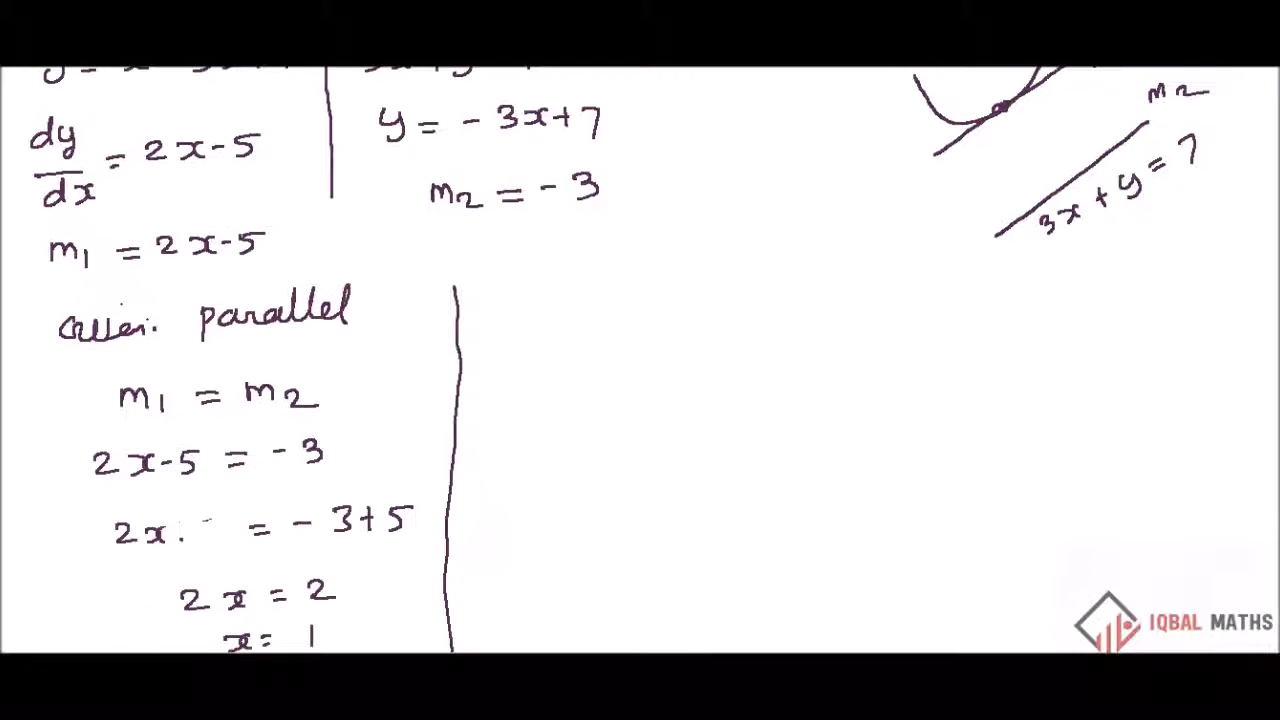 dy/dx = 2x-5
m1 = 2x-5
y = -3x+7
m2 = -3
m2
3x + y = 7
parallel
m1 = m2
2x-5 = -3
2x = -3+5
2x = 2
x = 1
IQBAL MATHS